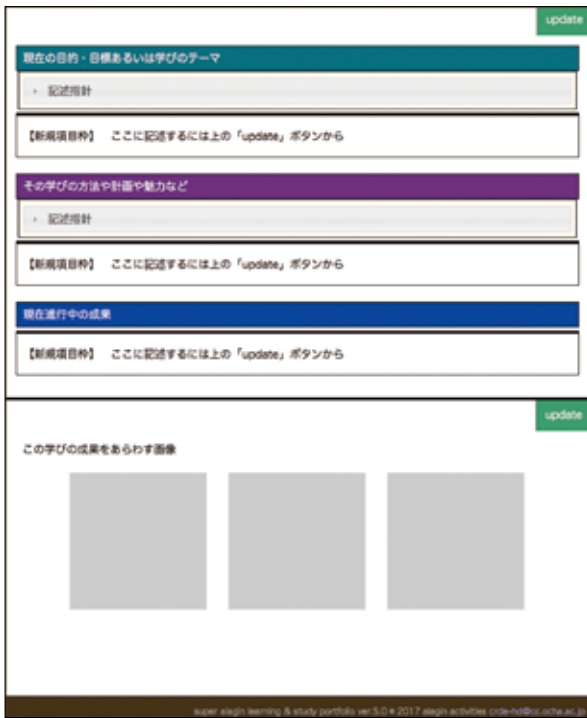 update
現在の目的・目標あるいは学びのテーマ
記述指針
【新規項目枠】 ここに記述するには上の「update」ボタンから
その学びの方法や計画や魅力など
記述指針
【新規項目枠】 ここに記述するには上の「update」ボタンから
現在進行中の成果
【新規項目枠】 ここに記述するには上の「update」ボタンから
update
この学びの成果をあらわす画像
super alagin learning & study portfolio ver.5.0 © 2017 alagin activities crde-hd@cc.ocha.ac.jp